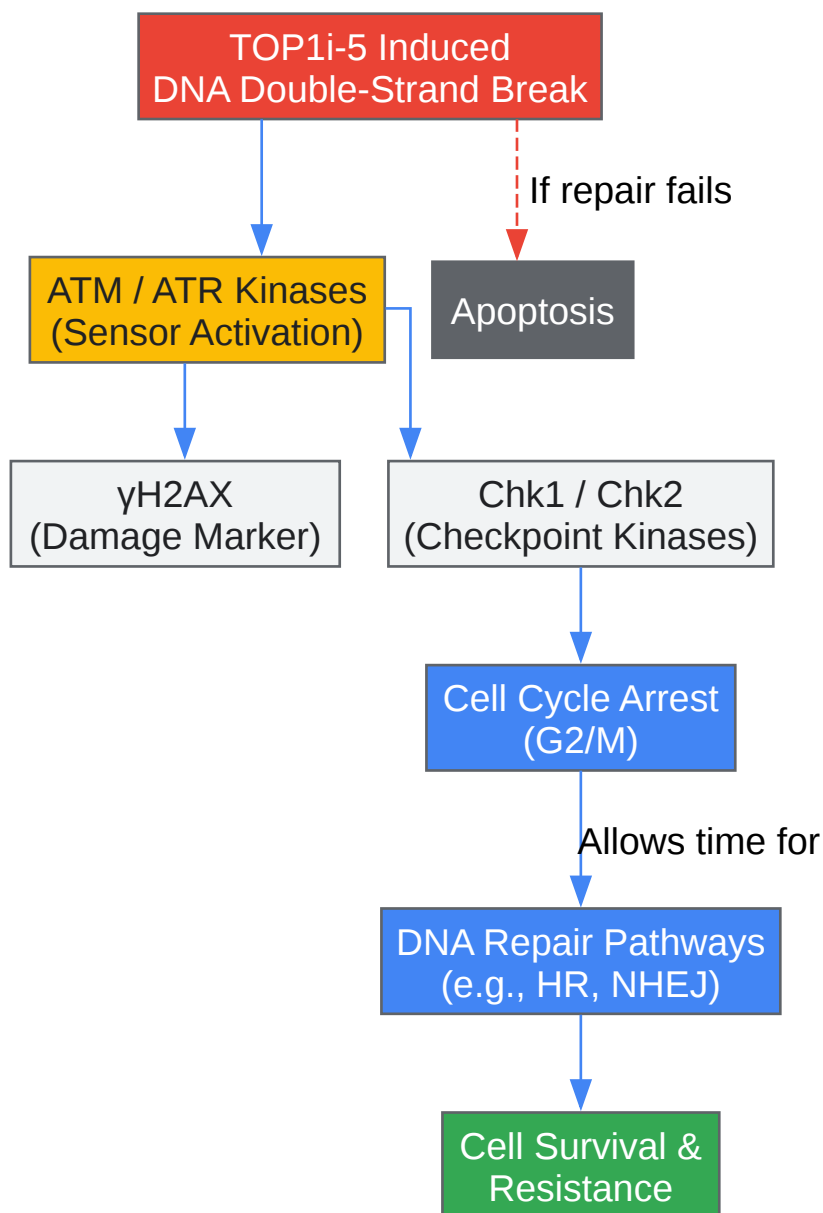 TOP1i-5 Induced
DNA Double-Strand Break
If repair fails
ATM / ATR Kinases
(Sensor Activation)
Apoptosis
γH2AX
(Damage Marker)
Chk1 / Chk2
(Checkpoint Kinases)
Cell Cycle Arrest
(G2/M)
Allows time for
DNA Repair Pathways
(e.g., HR, NHEJ)
Cell Survival &
Resistance